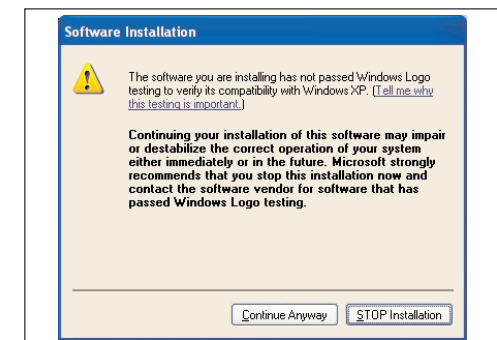 Software Installation
The software you are installing has not passed Windows Logo
testing to verify its compatibility with Windows XP. (Tell me why
this testing is important.)
Continuing your installation of this software may impair
or destabilize the correct operation of your system
either immediately or in the future. Microsoft strongly
recommends that you stop this installation now and
contact the software vendor for software that has
passed Windows Logo testing.
Continue Anyway STOP Installation